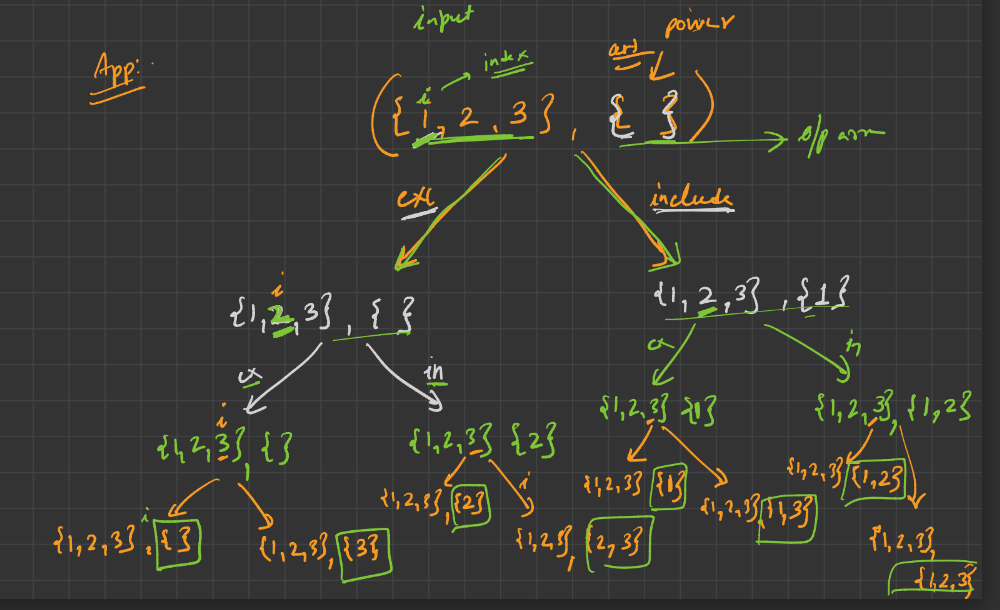 input
power
App:
arr
index
i
({1, 2, 3}, { })
o/p arr
exc
include
i
{1, 2, 3}, { }
{1, 2, 3}, {1}
ex
in
ex
in
i
{1, 2, 3}, { }
{1, 2, 3} {2}
{1, 2, 3} {1}
{1, 2, 3}, {1, 2}
i
i
{1, 2, 3}, { }
{1, 2, 3}, {3}
{1, 2, 3}, {2}
{1, 2, 3}, {2, 3}
{1, 2, 3} {1}
{1, 2, 3}, {1, 3}
{1, 2, 3} {1, 2}
{1, 2, 3},
{1, 2, 3}